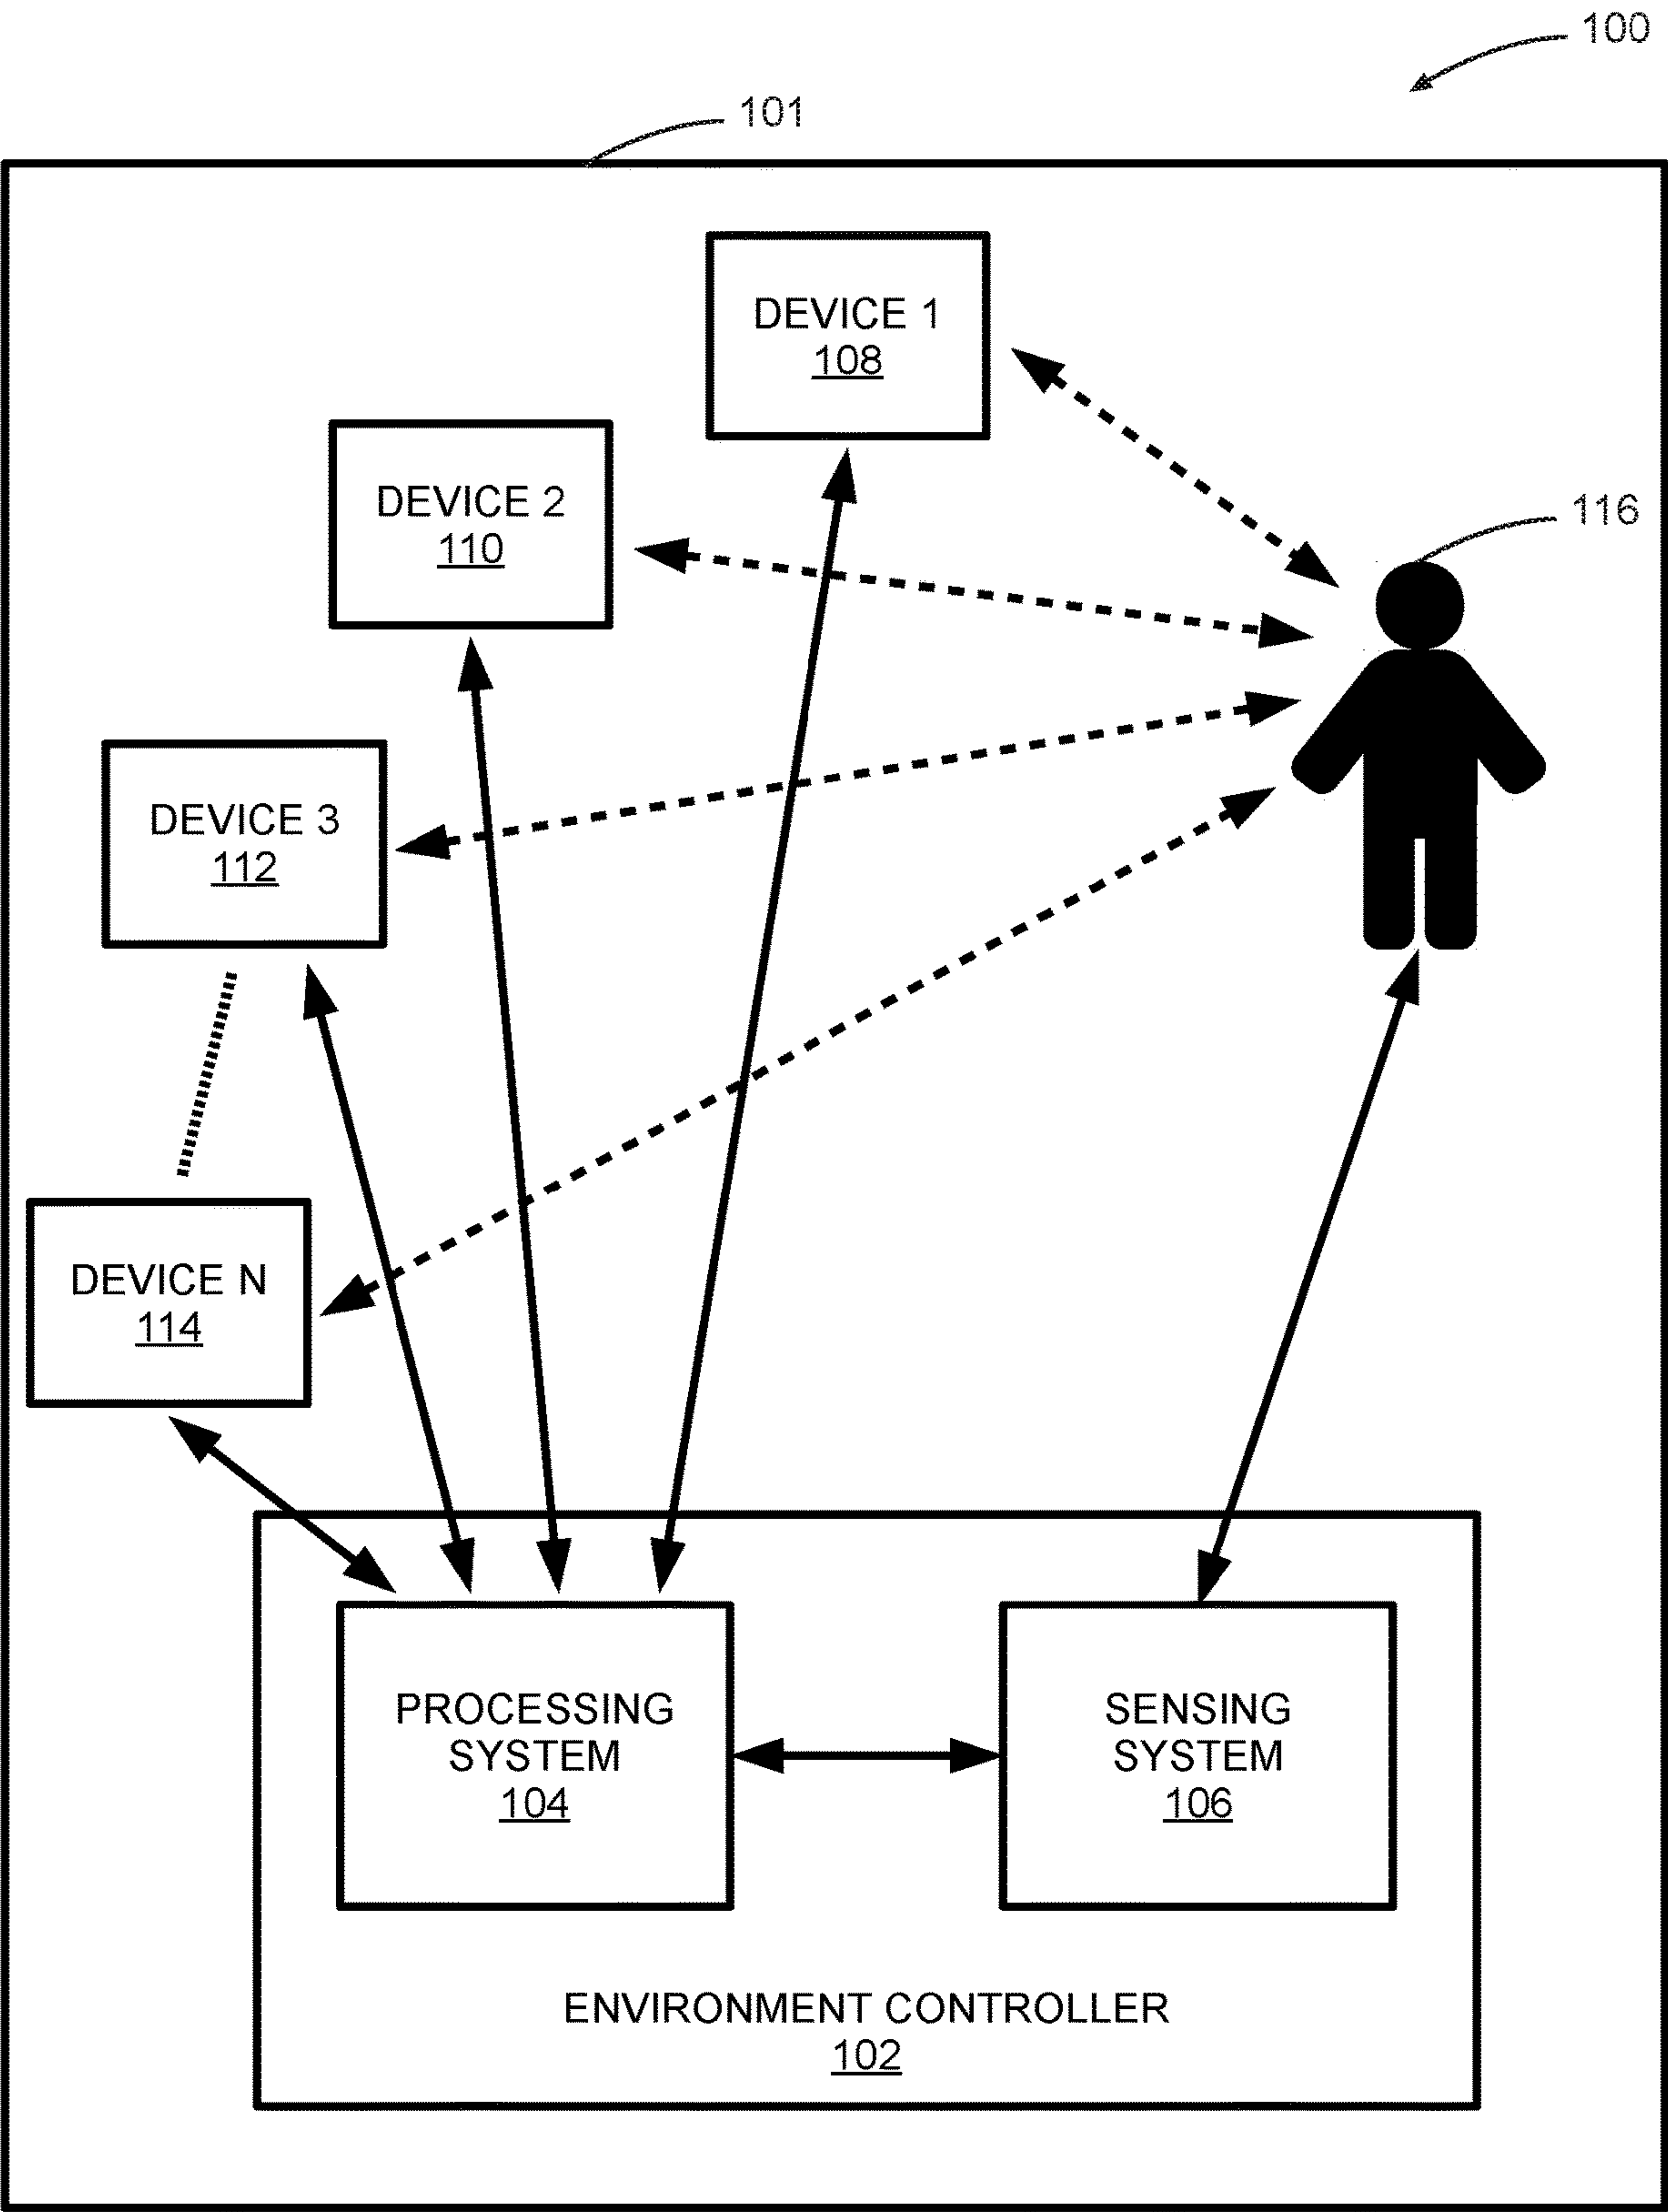 100
101
DEVICE 1
108
DEVICE 2
110
116
DEVICE 3
112
DEVICE N
114
PROCESSING
SYSTEM
104
SENSING
SYSTEM
106
ENVIRONMENT CONTROLLER
102